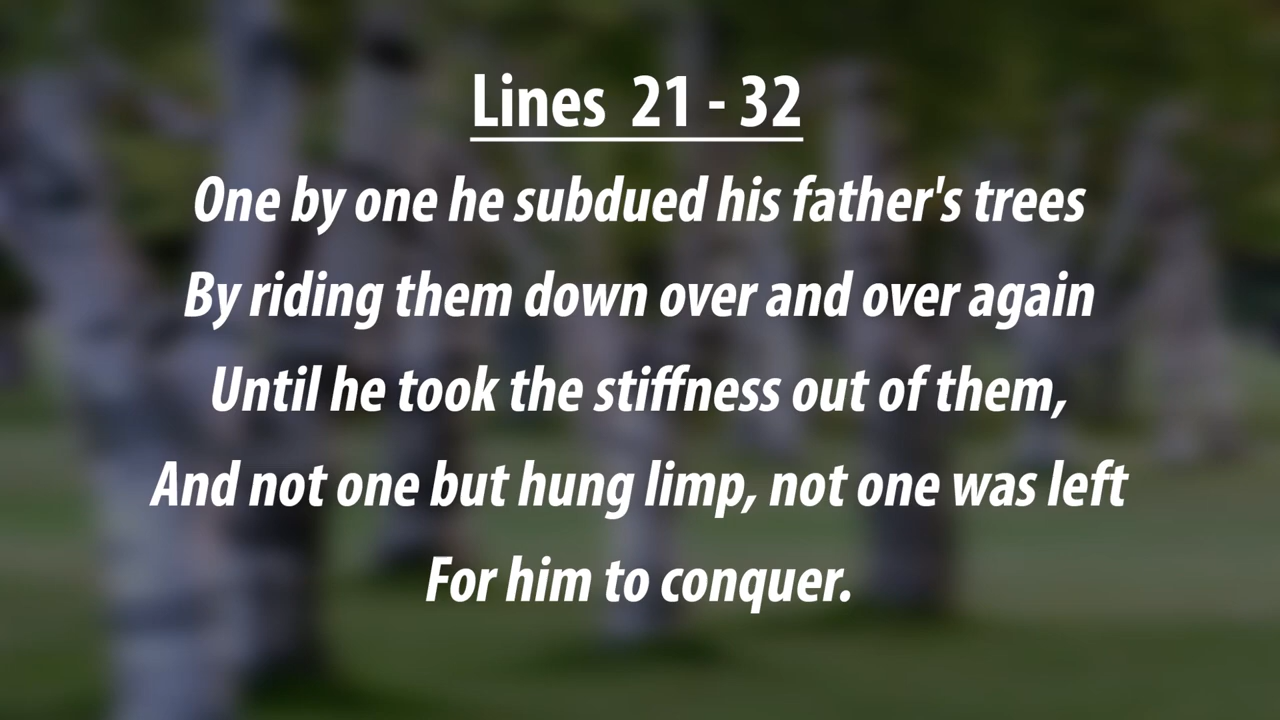 Lines 21 - 32
One by one he subdued his father's trees
By riding them down over and over again
Until he took the stiffness out of them,
And not one but hung limp, not one was left
For him to conquer.